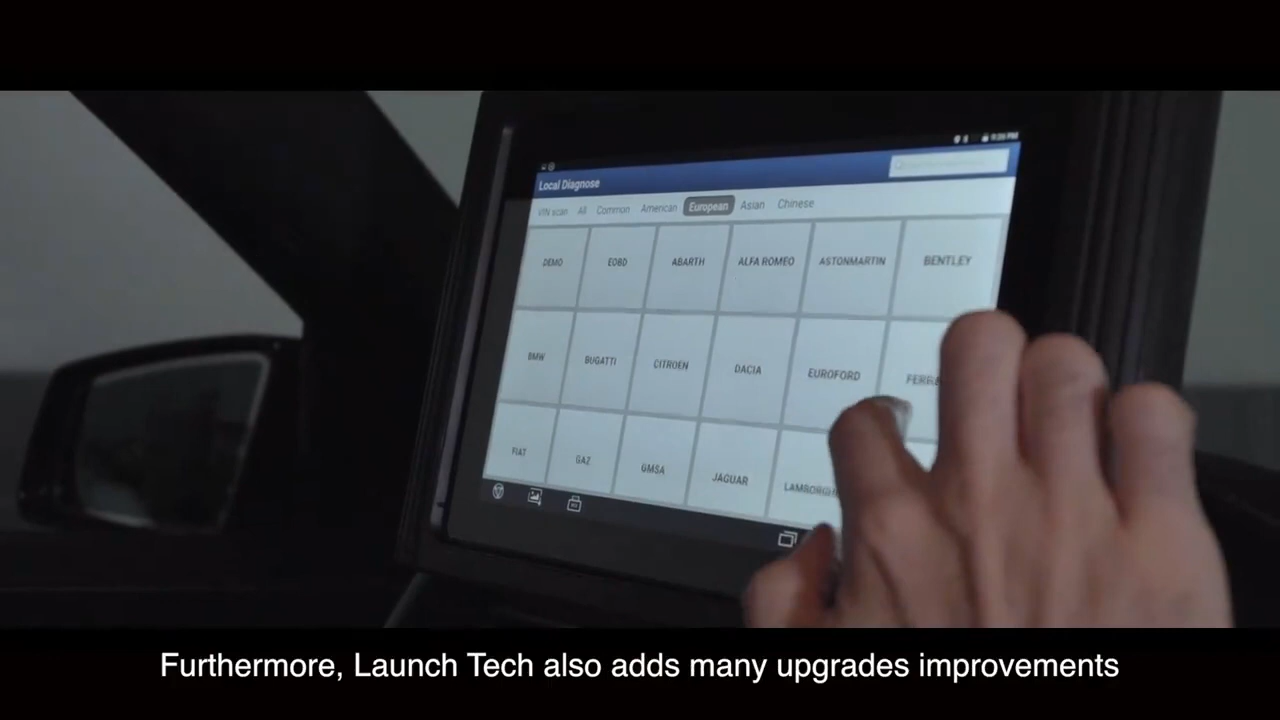 Local Diagnose
VIN scan All Common American European Asian Chinese
DEMO EOBD ABARTH ALFA ROMEO ASTONMARTIN BENTLEY
BMW BUGATTI CITROEN DACIA EUROFORD
FIAT GAZ GMSA JAGUAR
Furthermore, Launch Tech also adds many upgrades improvements